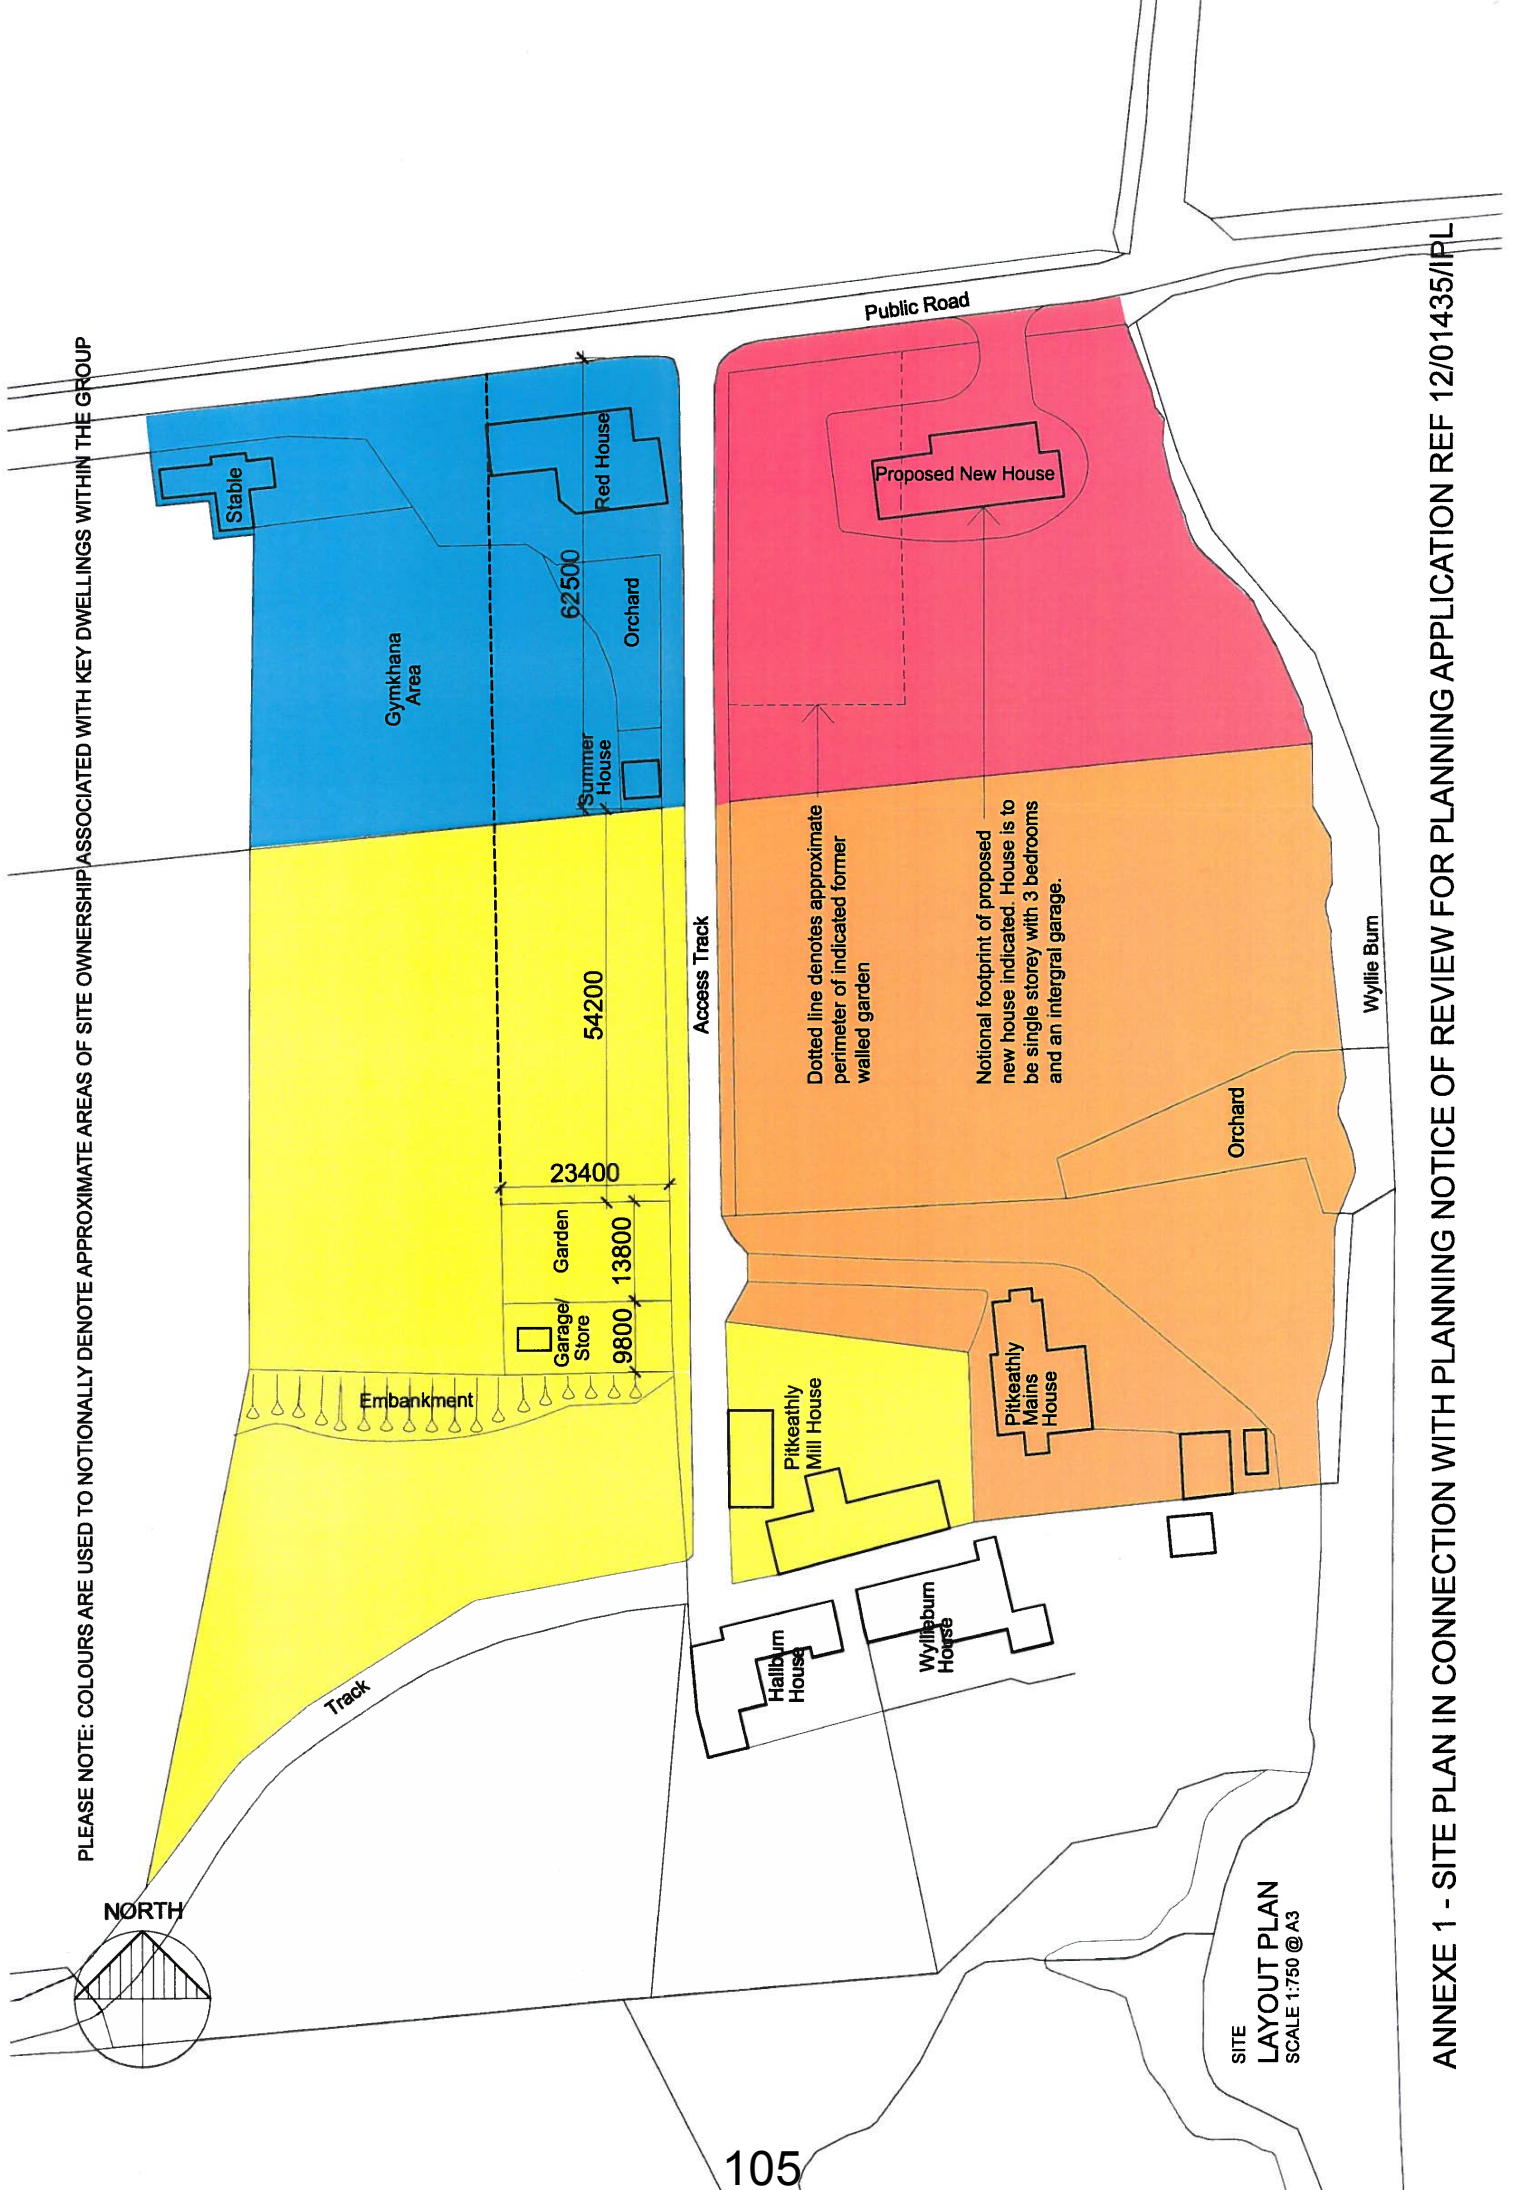 PLEASE NOTE: COLOURS ARE USED TO NOTIONALLY DENOTE APPROXIMATE AREAS OF SITE OWNERSHIP ASSOCIATED WITH KEY DWELLINGS WITHIN THE GROUP
NORTH
Track
Embankment
Garage/
Store
Garden
9800
13800
23400
54200
62500
Gymkhana
Area
Stable
Red House
Orchard
Summer
House
Access Track
Public Road
Proposed New House
Dotted line denotes approximate
perimeter of indicated former
walled garden
Notional footprint of proposed
new house indicated. House is to
be single storey with 3 bedrooms
and an intergral garage.
Pitkeathly
Mill House
Pitkeathly
Mains
House
Hallburn
House
Wyllieburn
House
Orchard
Wyllie Burn
SITE
LAYOUT PLAN
SCALE 1:750 @ A3
ANNEXE 1 - SITE PLAN IN CONNECTION WITH PLANNING NOTICE OF REVIEW FOR PLANNING APPLICATION REF 12/01435/IPL
105